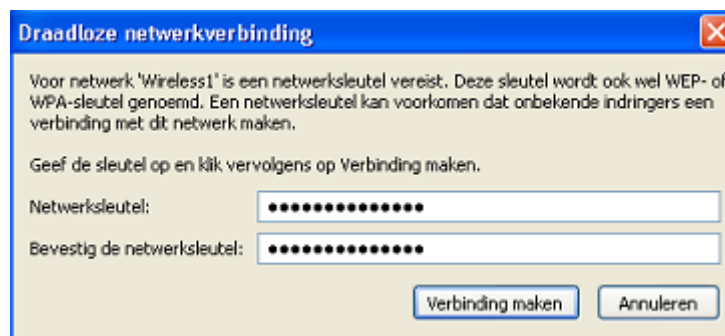 Draadloze netwerkverbinding
Voor netwerk 'Wireless1' is een netwerksleutel vereist. Deze sleutel wordt ook wel WEP- of
WPA-sleutel genoemd. Een netwerksleutel kan voorkomen dat onbekende indringers een
verbinding met dit netwerk maken.
Geef de sleutel op en klik vervolgens op Verbinding maken.
Netwerksleutel: ••••••••••••••
Bevestig de netwerksleutel: ••••••••••••••
Verbinding maken Annuleren